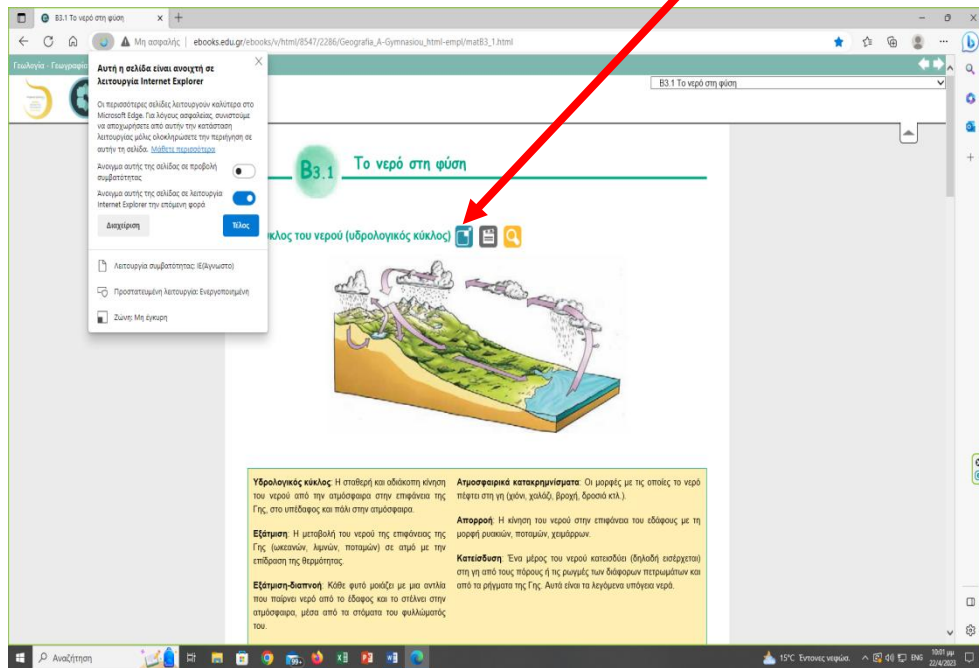 B3.1 Το νερό στη φύση
Μη ασφαλής | ebooks.edu.gr/ebooks/v/html/8547/2286/Geografia_A-Gymnasiou_html-empl/matB3_1.html
Γεωλογία - Γεωγραφία
B3.1 Το νερό στη φύση
Αυτή η σελίδα είναι ανοιχτή σε
λειτουργία Internet Explorer
Οι περισσότερες σελίδες λειτουργούν καλύτερα στο
Microsoft Edge. Για λόγους ασφαλείας, συνιστούμε
να αποχωρήσετε από αυτήν την κατάσταση
λειτουργίας μόλις ολοκληρώσετε την περιήγηση σε
αυτήν τη σελίδα. Μάθετε περισσότερα
Άνοιγμα αυτής της σελίδας σε προβολή
συμβατότητας
Άνοιγμα αυτής της σελίδας σε λειτουργία
Internet Explorer την επόμενη φορά
Διαχείριση
Τέλος
Λειτουργία συμβατότητας: IE(Άγνωστο)
Προστατευμένη λειτουργία: Ενεργοποιημένη
Ζώνη: Μη έγκυρη
B3.1 Το νερό στη φύση
κλος του νερού (υδρολογικός κύκλος)
Υδρολογικός κύκλος: Η σταθερή και αδιάκοπη κίνηση
του νερού από την ατμόσφαιρα στην επιφάνεια της
Γης, στο υπέδαφος και πάλι στην ατμόσφαιρα.
Εξάτμιση: Η μεταβολή του νερού της επιφάνειας της
Γης (ωκεανών, λιμνών, ποταμών) σε ατμό με την
επίδραση της θερμότητας.
Εξάτμιση-διαπνοή: Κάθε φυτό μοιάζει με μια αντλία
που παίρνει νερό από το έδαφος και το στέλνει στην
ατμόσφαιρα, μέσα από τα στόματα του φυλλώματός
του.
Ατμοσφαιρικά κατακρημνίσματα: Οι μορφές με τις οποίες το νερό
πέφτει στη γη (χιόνι, χαλάζι, βροχή, δροσιά κτλ.).
Απορροή: Η κίνηση του νερού στην επιφάνεια του εδάφους με τη
μορφή ρυακιών, ποταμών, χειμάρρων.
Κατείσδυση: Ένα μέρος του νερού κατεισδύει (δηλαδή εισέρχεται)
στη γη από τους πόρους ή τις ρωγμές των διάφορων πετρωμάτων και
από τα ρήγματα της Γης. Αυτά είναι τα λεγόμενα υπόγεια νερά.
Αναζήτηση
99+
15°C Έντονες νεφώσ.
ENG
10:01 μμ
22/4/2023